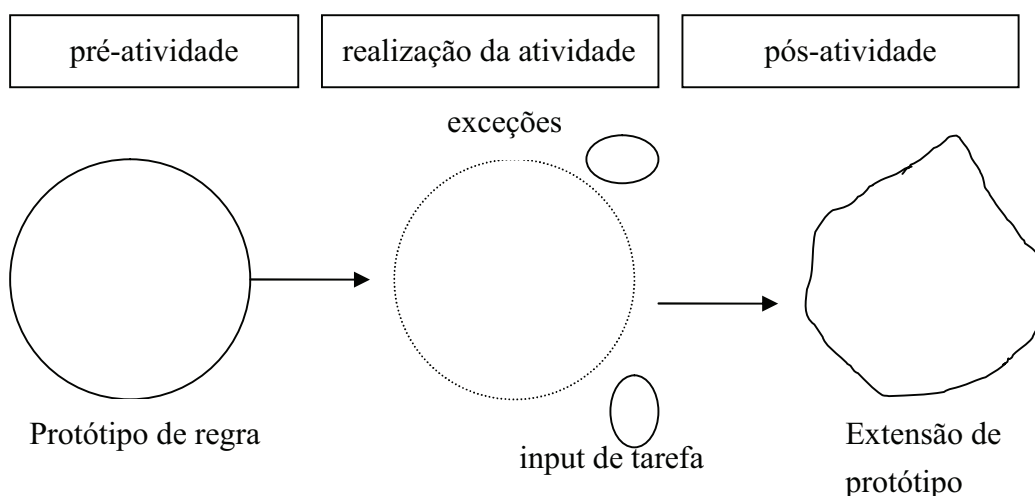 pré-atividade
realização da atividade
pós-atividade
exceções
Protótipo de regra
input de tarefa
Extensão de
protótipo